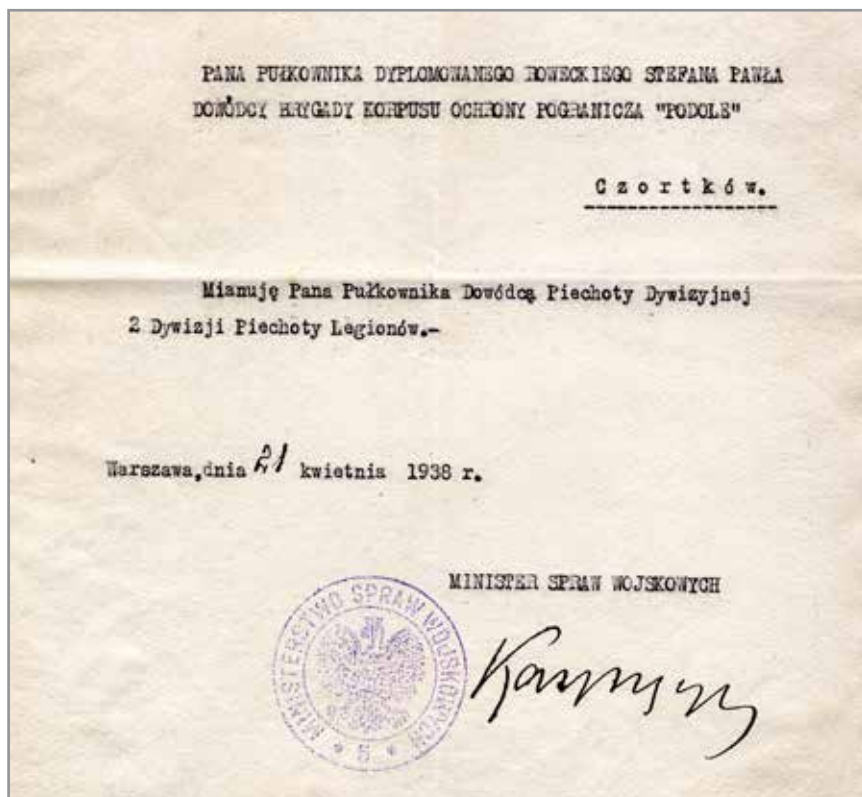 PANA PUŁKOWNIKA DYPLOMOWANEGO ROWECKIEGO STEFANA PAWŁA
DOWÓDCY BRYGADY KORPUSU OCHRONY POGRANICZA "PODOLE"
Czortków.
Mianuję Pana Pułkownika Dowódcą Piechoty Dywizyjnej
2 Dywizji Piechoty Legionów.-
Warszawa,dnia 21 kwietnia 1938 r.
MINISTER SPRAW WOJSKOWYCH
MINISTERSTWO SPRAW WOJSKOWYCH
* 5 *